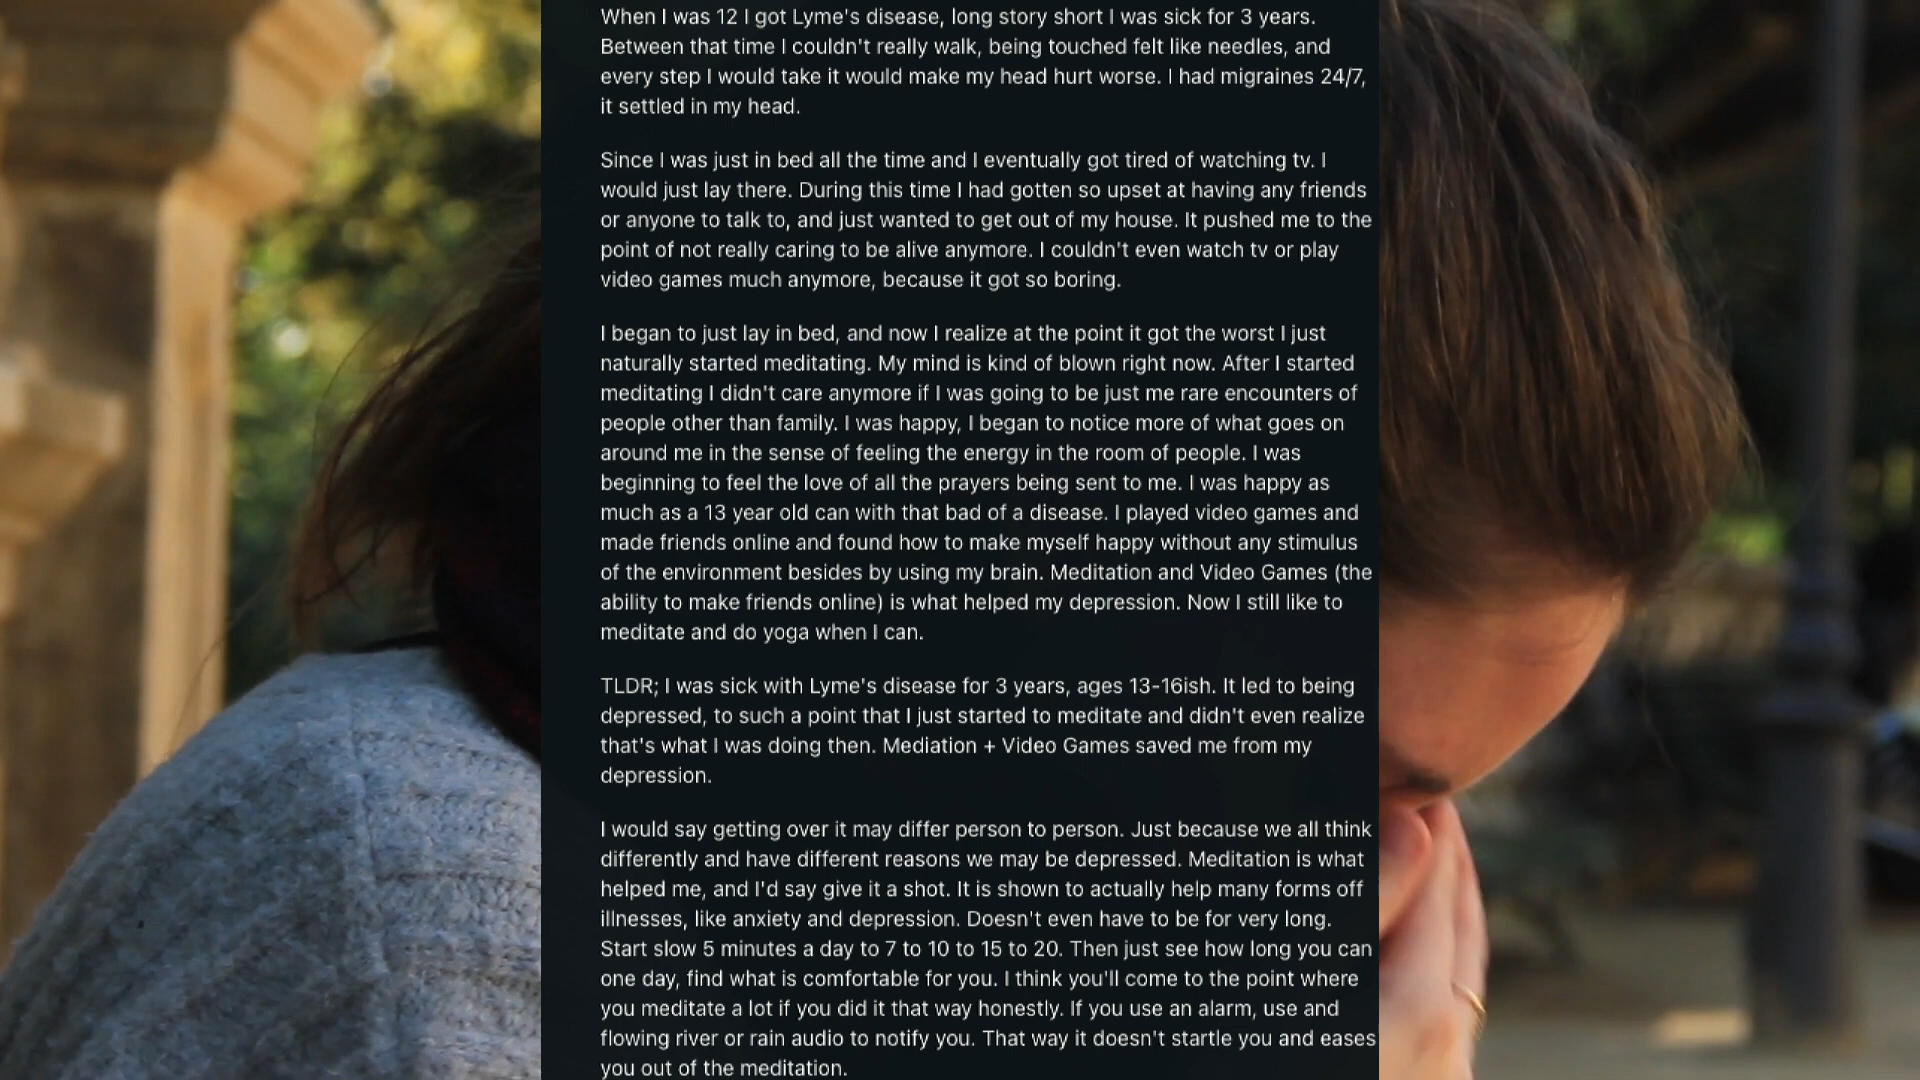 When I was 12 I got Lyme's disease, long story short I was sick for 3 years.
Between that time I couldn't really walk, being touched felt like needles, and
every step I would take it would make my head hurt worse. I had migraines 24/7,
it settled in my head.
Since I was just in bed all the time and I eventually got tired of watching tv. I
would just lay there. During this time I had gotten so upset at having any friends
or anyone to talk to, and just wanted to get out of my house. It pushed me to the
point of not really caring to be alive anymore. I couldn't even watch tv or play
video games much anymore, because it got so boring.
I began to just lay in bed, and now I realize at the point it got the worst I just
naturally started meditating. My mind is kind of blown right now. After I started
meditating I didn't care anymore if I was going to be just me rare encounters of
people other than family. I was happy, I began to notice more of what goes on
around me in the sense of feeling the energy in the room of people. I was
beginning to feel the love of all the prayers being sent to me. I was happy as
much as a 13 year old can with that bad of a disease. I played video games and
made friends online and found how to make myself happy without any stimulus
of the environment besides by using my brain. Meditation and Video Games (the
ability to make friends online) is what helped my depression. Now I still like to
meditate and do yoga when I can.
TLDR; I was sick with Lyme's disease for 3 years, ages 13-16ish. It led to being
depressed, to such a point that I just started to meditate and didn't even realize
that's what I was doing then. Mediation + Video Games saved me from my
depression.
I would say getting over it may differ person to person. Just because we all think
differently and have different reasons we may be depressed. Meditation is what
helped me, and I'd say give it a shot. It is shown to actually help many forms off
illnesses, like anxiety and depression. Doesn't even have to be for very long.
Start slow 5 minutes a day to 7 to 10 to 15 to 20. Then just see how long you can
one day, find what is comfortable for you. I think you'll come to the point where
you meditate a lot if you did it that way honestly. If you use an alarm, use and
flowing river or rain audio to notify you. That way it doesn't startle you and eases
you out of the meditation.